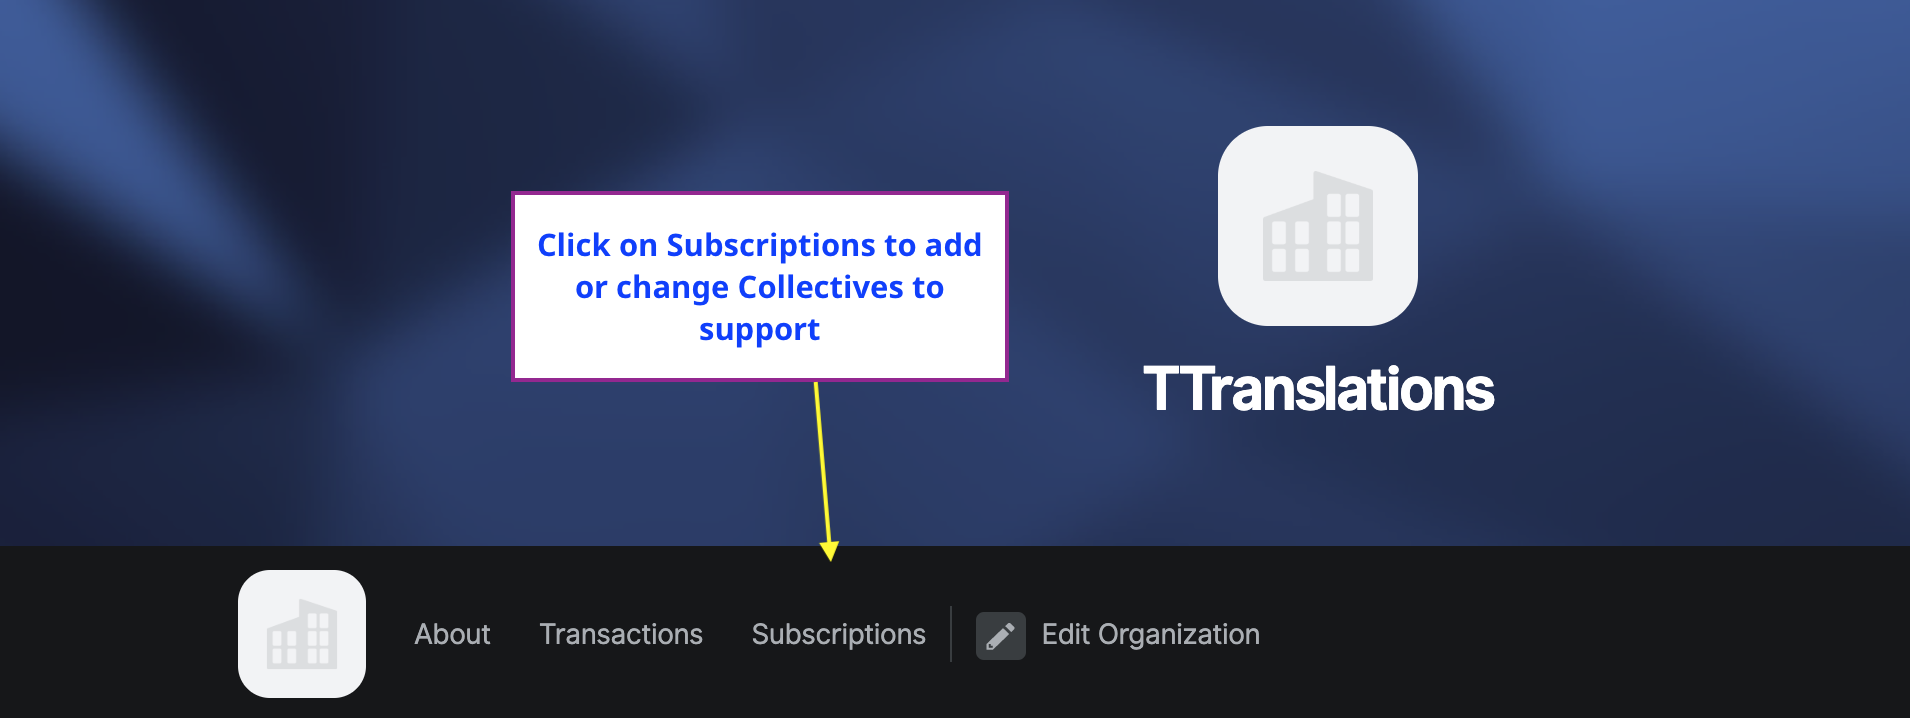 Click on Subscriptions to add
or change Collectives to
support
TTranslations
About
Transactions
Subscriptions
Edit Organization